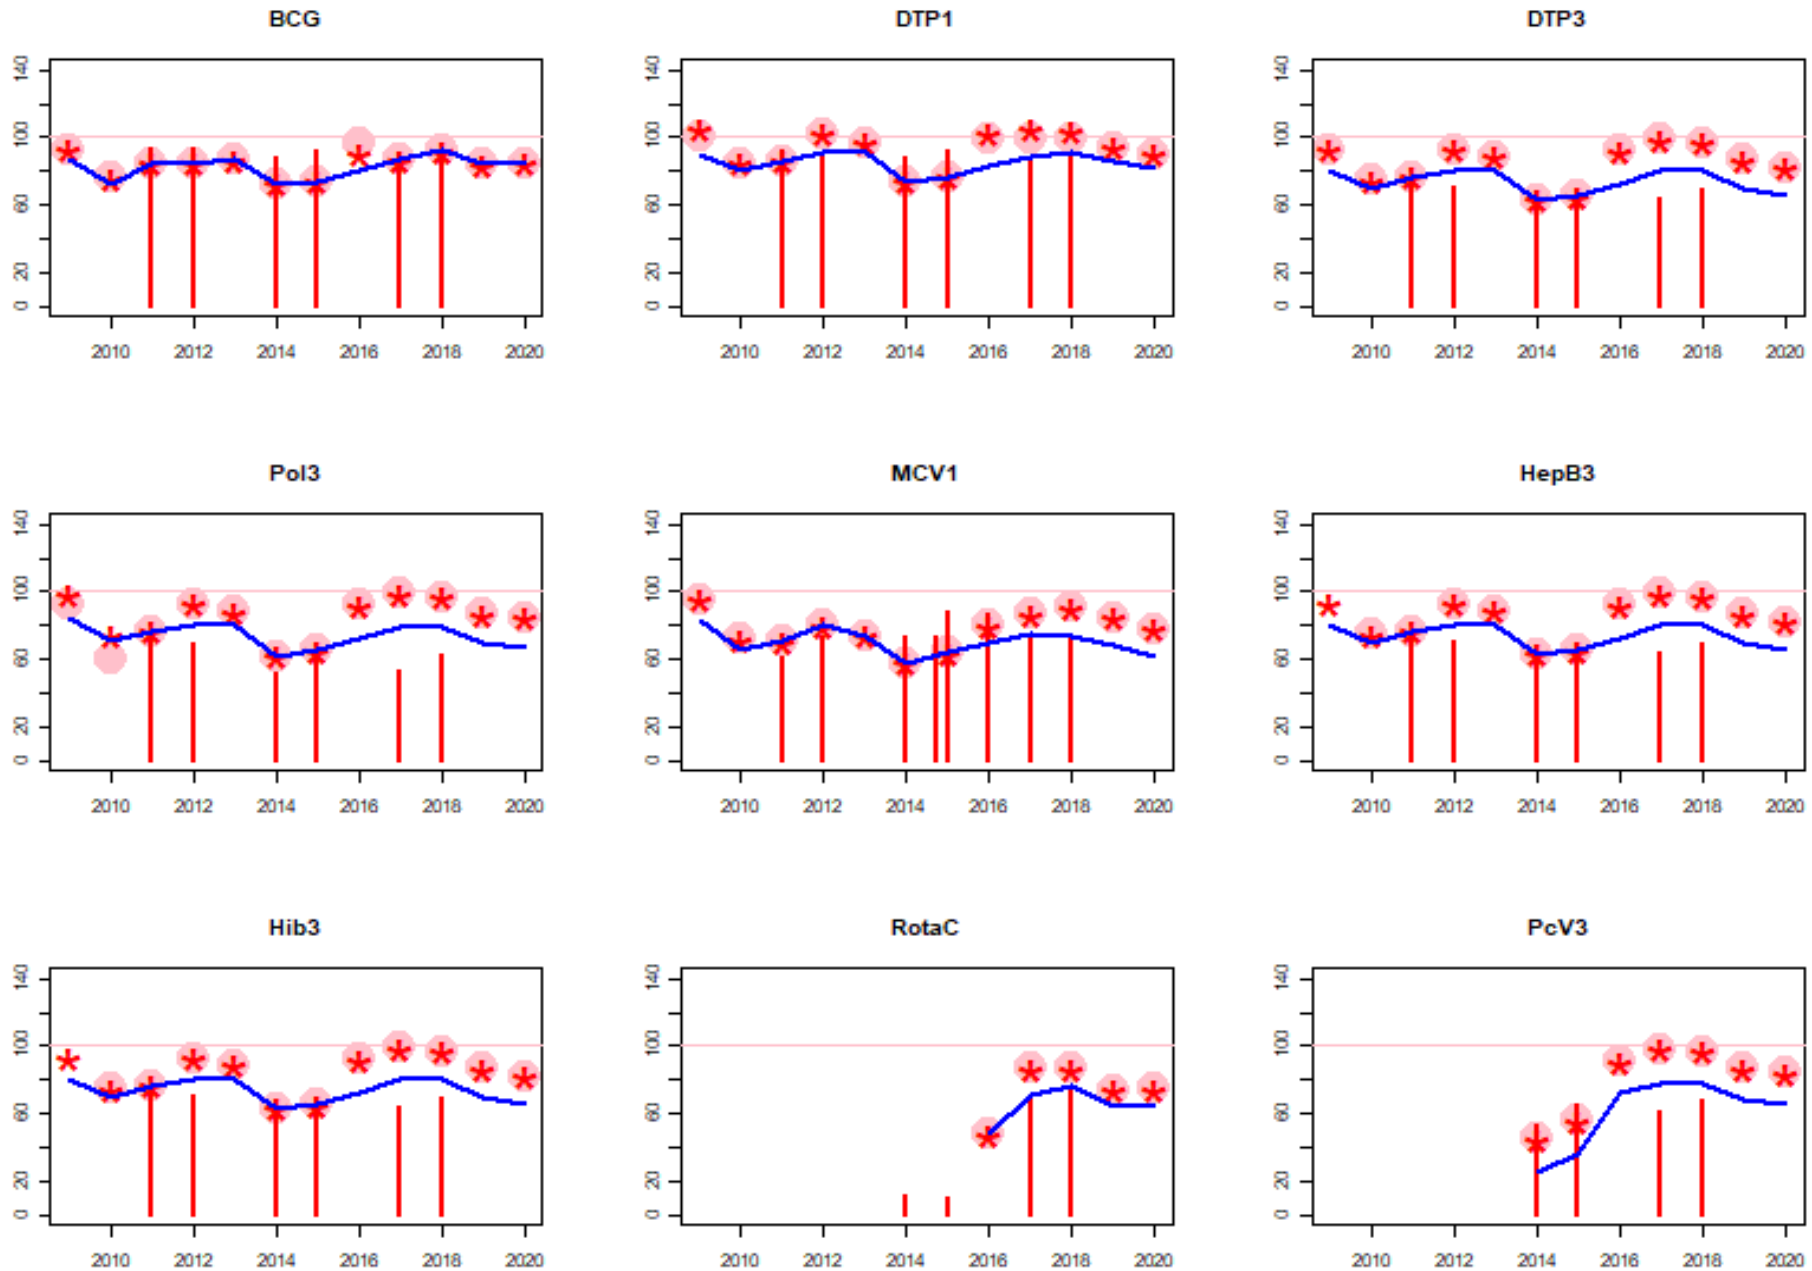 BCG DTP1 DTP3
0 20 60 100 140 0 20 60 100 140 0 20 60 100 140
2010 2012 2014 2016 2018 2020 2010 2012 2014 2016 2018 2020 2010 2012 2014 2016 2018 2020
Pol3 MCV1 HepB3
0 20 60 100 140 0 20 60 100 140 0 20 60 100 140
2010 2012 2014 2016 2018 2020 2010 2012 2014 2016 2018 2020 2010 2012 2014 2016 2018 2020
Hib3 RotaC PcV3
0 20 60 100 140 0 20 60 100 140 0 20 60 100 140
2010 2012 2014 2016 2018 2020 2010 2012 2014 2016 2018 2020 2010 2012 2014 2016 2018 2020